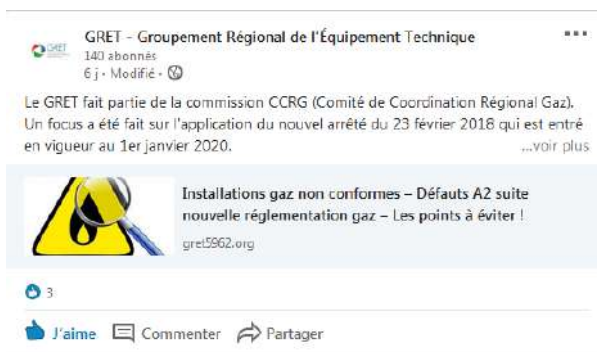 GRET
GRET - Groupement Régional de l'Équipement Technique
140 abonnés
6 j • Modifié •
Le GRET fait partie de la commission CCRG (Comité de Coordination Régional Gaz).
Un focus a été fait sur l'application du nouvel arrêté du 23 février 2018 qui est entré
en vigueur au 1er janvier 2020. ...voir plus
Installations gaz non conformes – Défauts A2 suite
nouvelle réglementation gaz – Les points à éviter !
gret5962.org
3
J'aime Commenter Partager